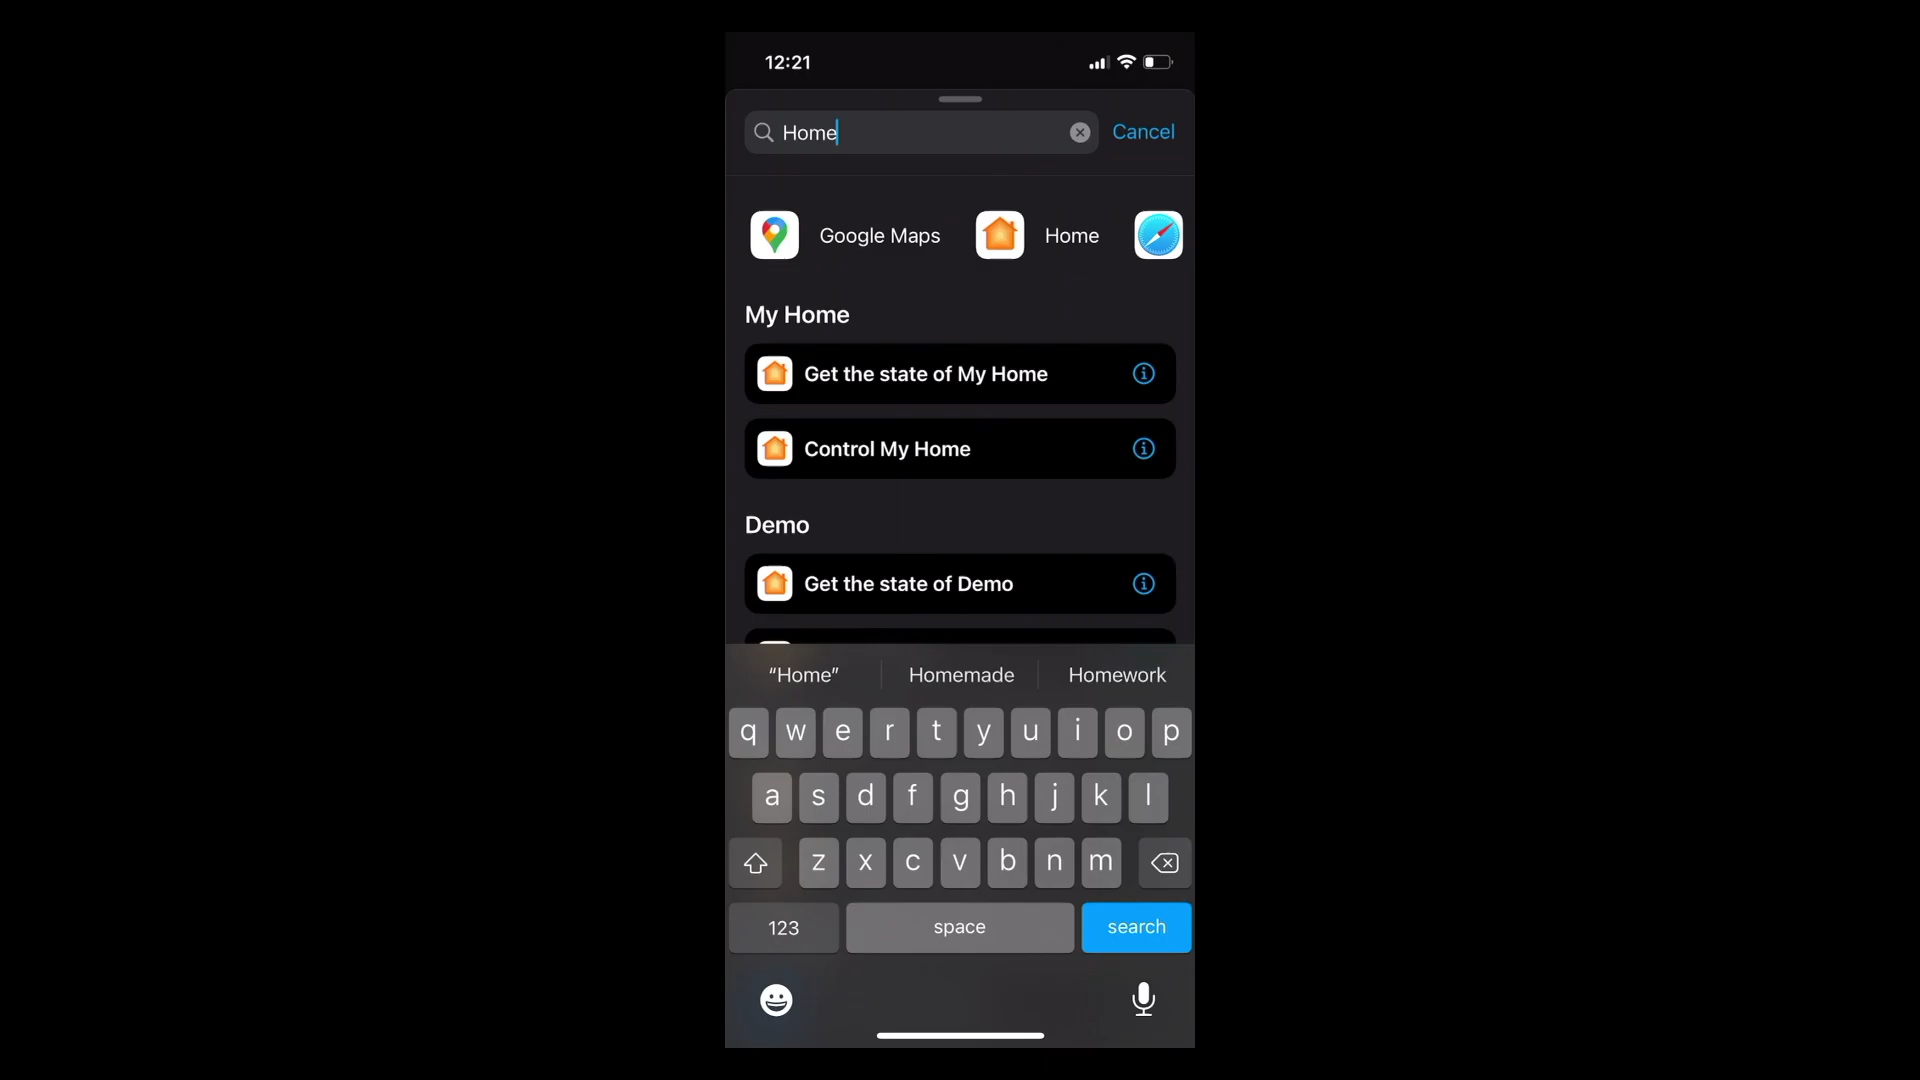 12:21
Home
Cancel
Google Maps
Home
My Home
Get the state of My Home
Control My Home
Demo
Get the state of Demo
“Home”
Homemade
Homework
q w e r t y u i o p
a s d f g h j k l
z x c v b n m
123
space
search